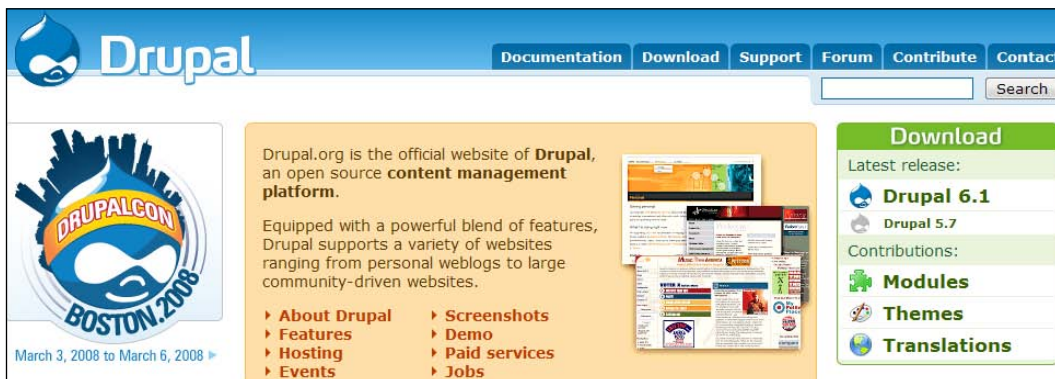 Drupal
Documentation Download Support Forum Contribute Contact
Search
DRUPALCON
BOSTON.2008
March 3, 2008 to March 6, 2008
Drupal.org is the official website of Drupal,
an open source content management
platform.
Equipped with a powerful blend of features,
Drupal supports a variety of websites
ranging from personal weblogs to large
community-driven websites.
About Drupal
Features
Hosting
Events
Screenshots
Demo
Paid services
Jobs
Download
Latest release:
Drupal 6.1
Drupal 5.7
Contributions:
Modules
Themes
Translations